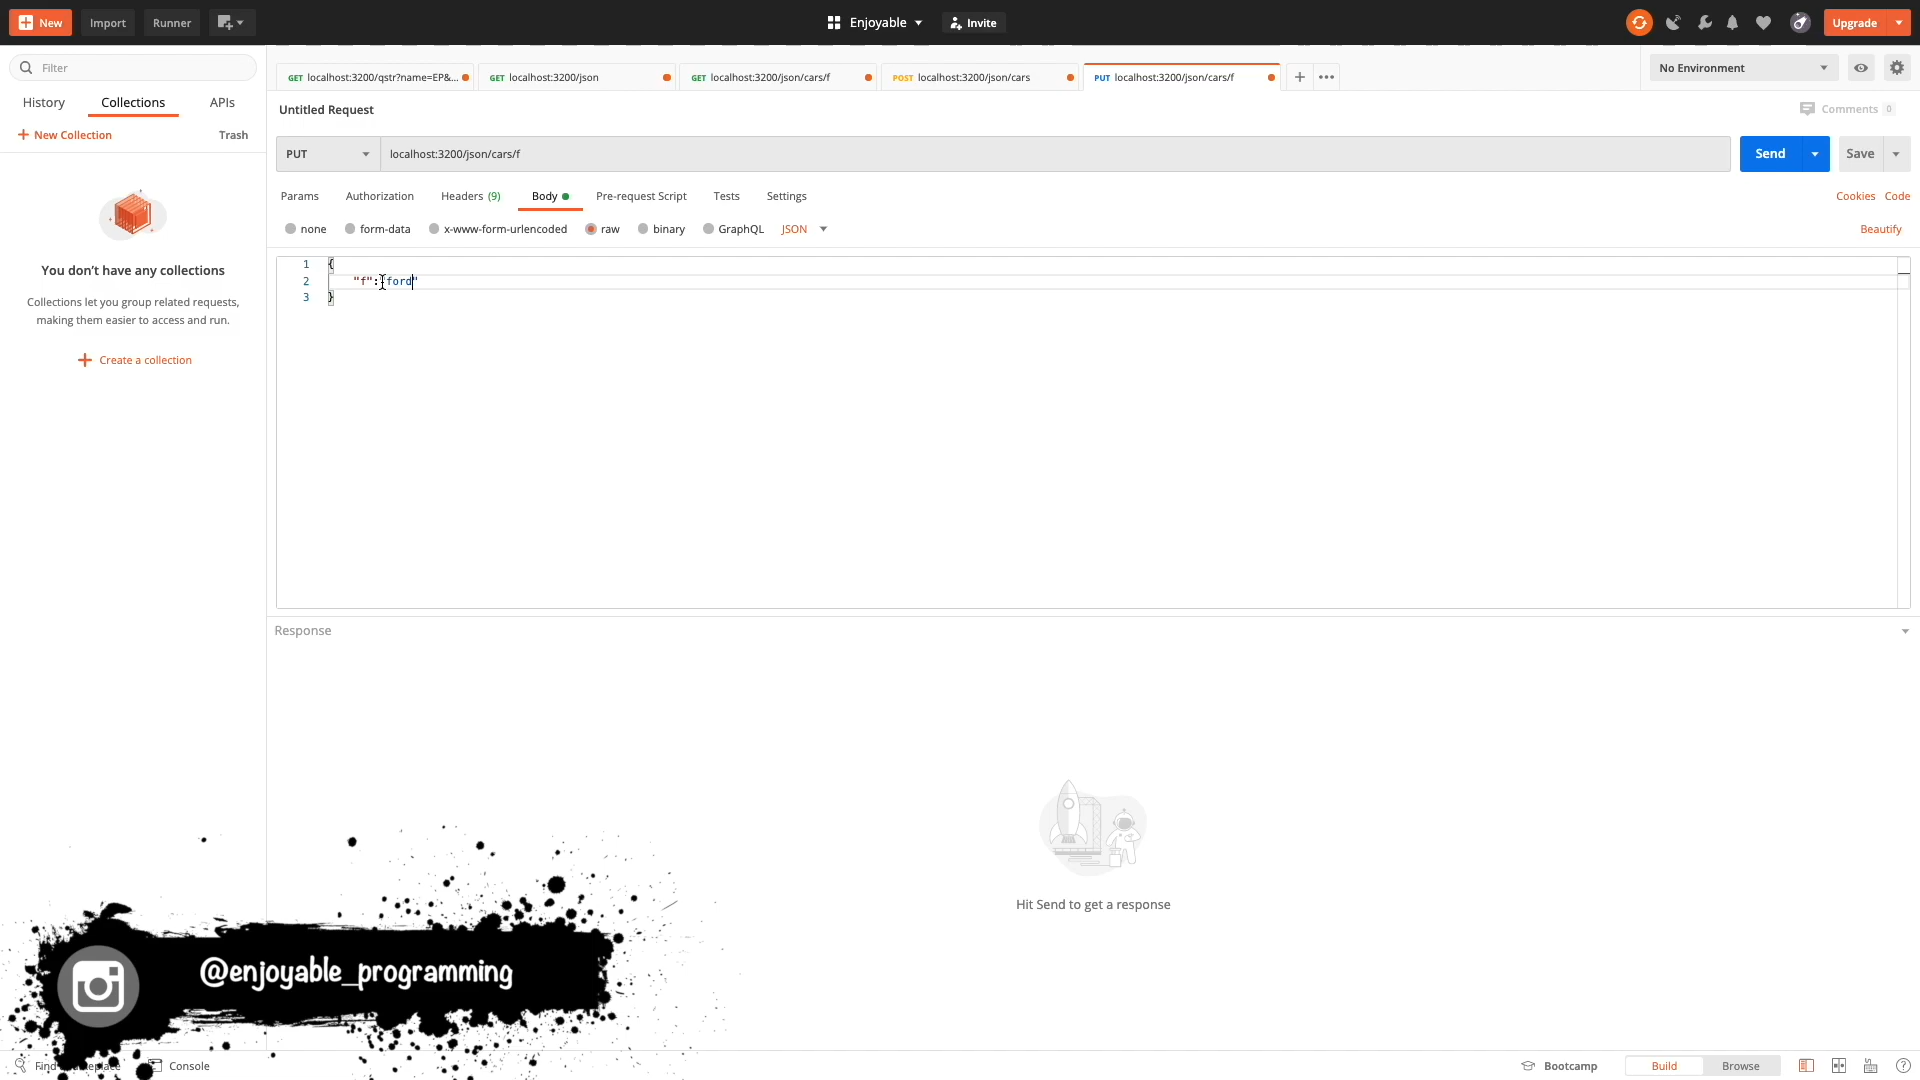 New
Import
Runner
Enjoyable
Invite
Upgrade
Filter
History
Collections
APIs
New Collection
Trash
You don't have any collections
Collections let you group related requests,
making them easier to access and run.
Create a collection
GET localhost:3200/qstr?name=EP&...
GET localhost:3200/json
GET localhost:3200/json/cars/f
POST localhost:3200/json/cars
PUT localhost:3200/json/cars/f
No Environment
Untitled Request
Comments 0
PUT
localhost:3200/json/cars/f
Send
Save
Params
Authorization
Headers (9)
Body
Pre-request Script
Tests
Settings
Cookies
Code
none
form-data
x-www-form-urlencoded
raw
binary
GraphQL
JSON
Beautify
1 {
2 "f":"ford"
3 }
Response
Hit Send to get a response
@enjoyable_programming
Console
Bootcamp
Build
Browse